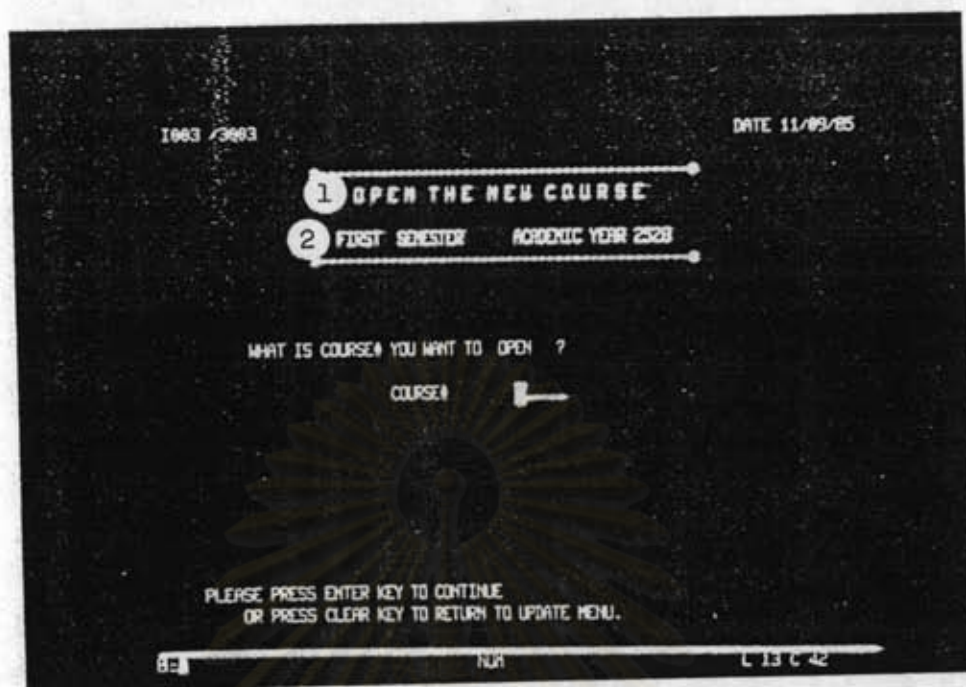 I003 /3003 DATE 11/09/85
1 OPEN THE NEW COURSE
2 FIRST SEMESTER ACADEMIC YEAR 2528
WHAT IS COURSE# YOU WANT TO OPEN ?
COURSE#
PLEASE PRESS ENTER KEY TO CONTINUE
OR PRESS CLEAR KEY TO RETURN TO UPDATE MENU.
NUM L 13 C 42